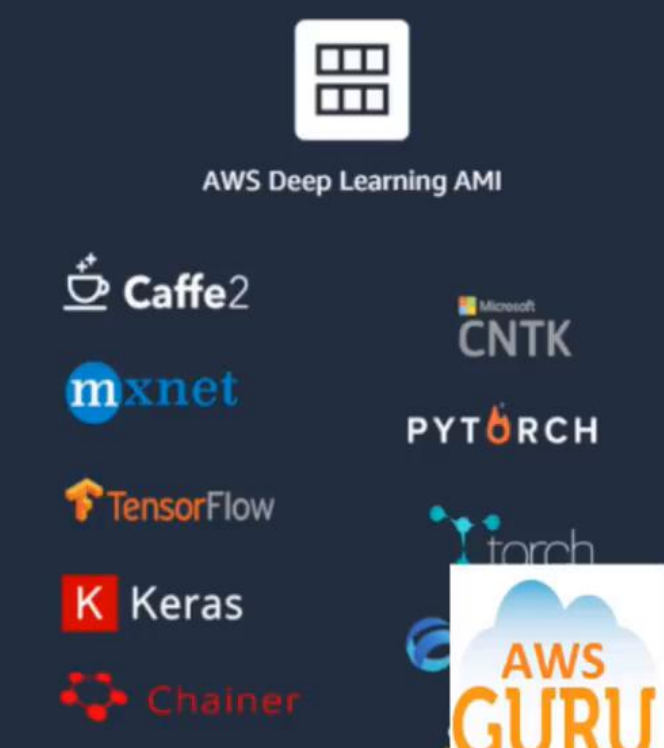 AWS Deep Learning AMI
Caffe2
mxnet
TensorFlow
K Keras
Chainer
Microsoft
CNTK
PYTORCH
torch
AWS
GURU